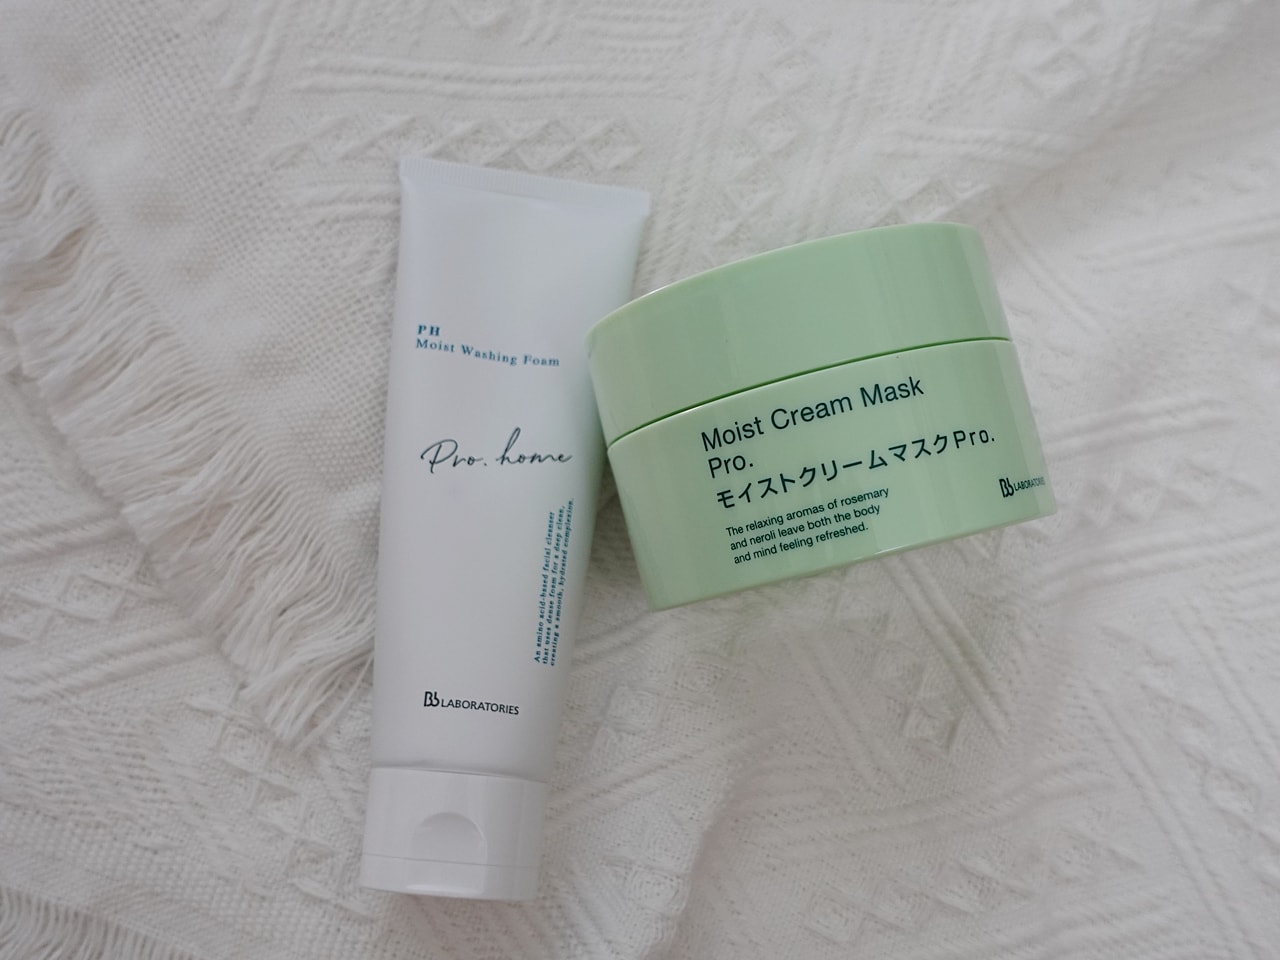 PH
Moist Washing Foam
Pro. home
An amino acid-based facial cleanser
that uses dense foam for a deep clean,
creating a smooth, hydrated complexion.
Bb LABORATORIES
Moist Cream Mask
Pro.
モイストクリームマスクPro.
The relaxing aromas of rosemary
and neroli leave both the body
and mind feeling refreshed.
Bb LABORATORIES